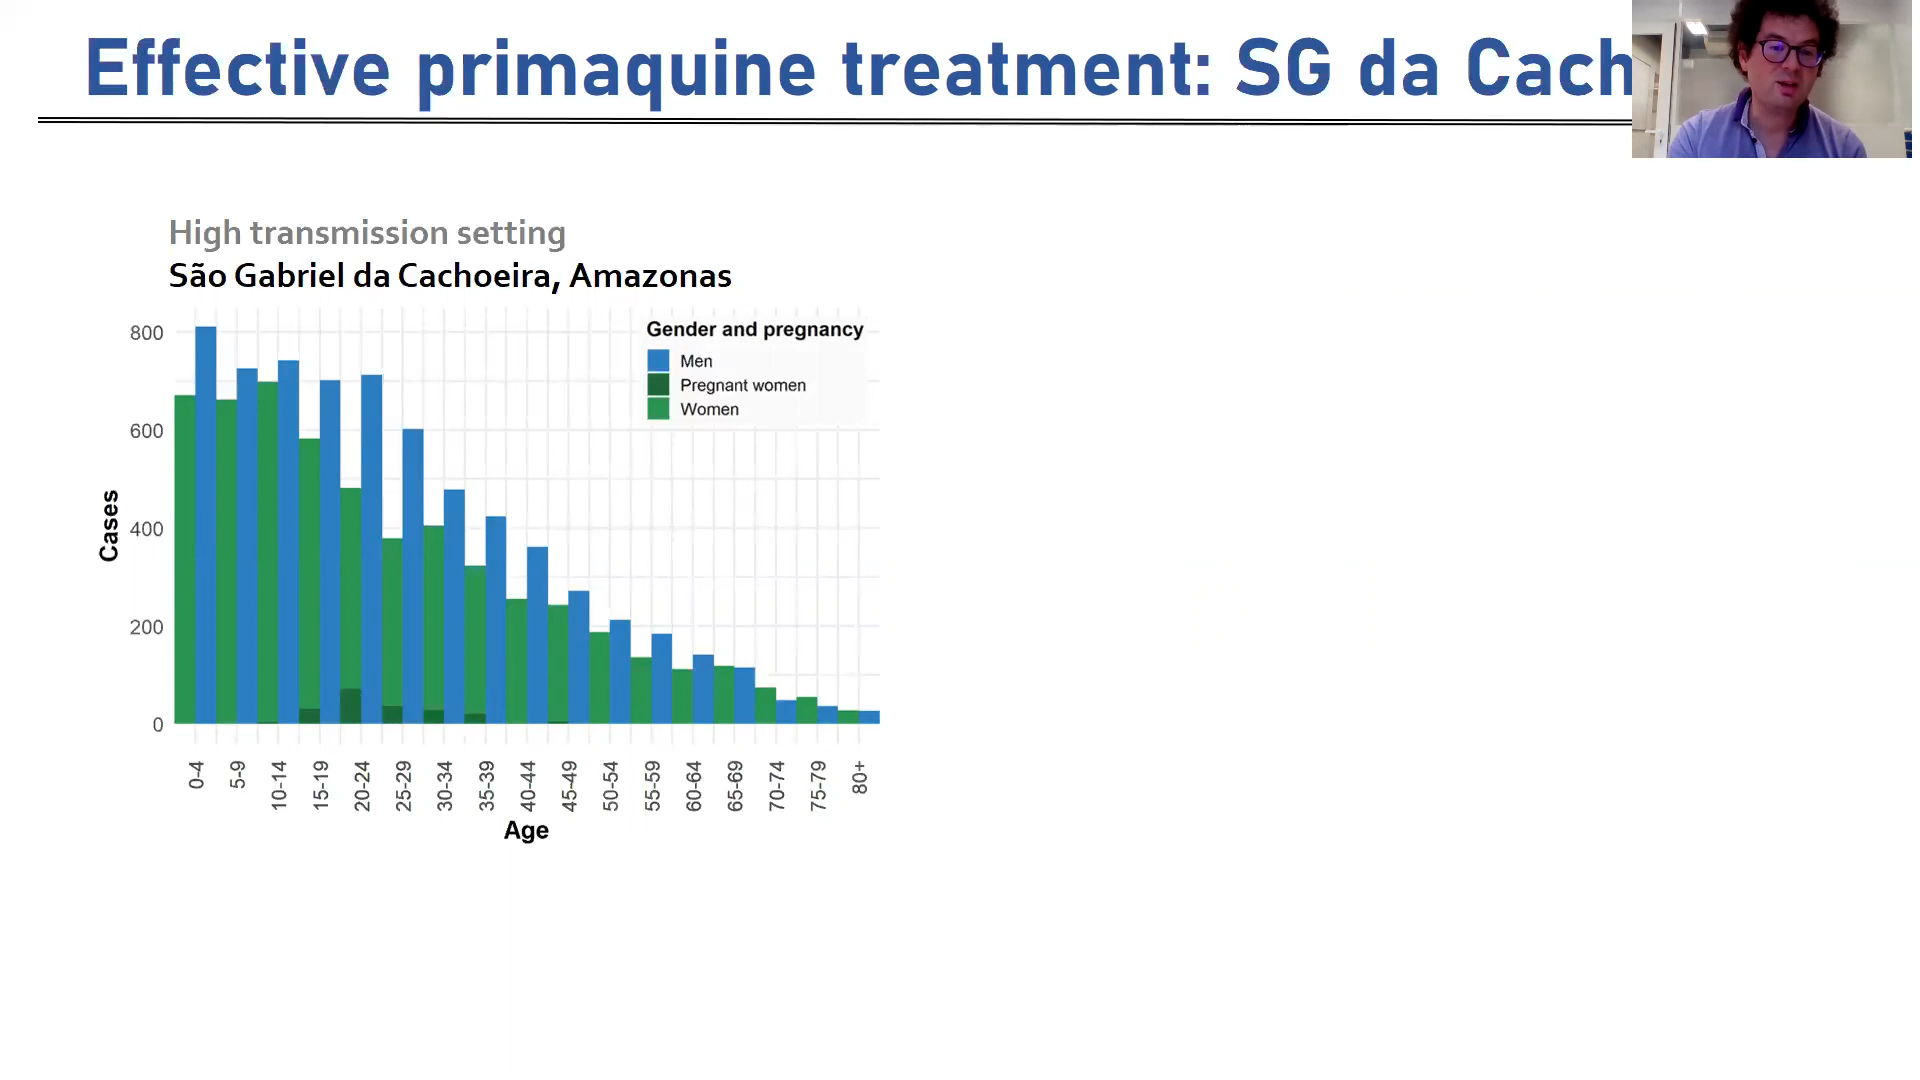 Effective primaquine treatment: SG da Cach
High transmission setting
São Gabriel da Cachoeira, Amazonas
Gender and pregnancy
Men
Pregnant women
Women
800
600
400
200
0
Cases
0-4
5-9
10-14
15-19
20-24
25-29
30-34
35-39
40-44
45-49
50-54
55-59
60-64
65-69
70-74
75-79
80+
Age